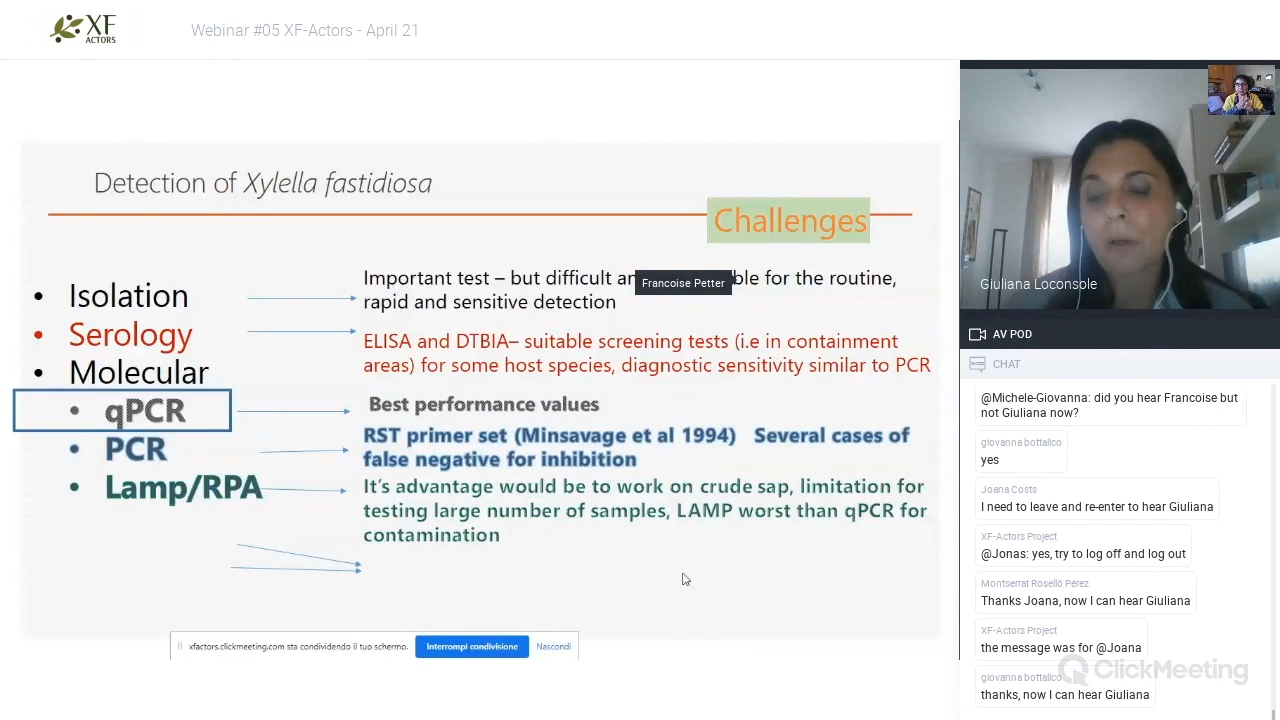 XF
ACTORS
Webinar #05 XF-Actors - April 21
Detection of Xylella fastidiosa
Challenges
• Isolation
• Serology
• Molecular
• qPCR
• PCR
• Lamp/RPA
Important test – but difficult an ble for the routine,
rapid and sensitive detection
Francoise Petter
ELISA and DTBIA– suitable screening tests (i.e in containment
areas) for some host species, diagnostic sensitivity similar to PCR
Best performance values
RST primer set (Minsavage et al 1994) Several cases of
false negative for inhibition
It's advantage would be to work on crude sap, limitation for
testing large number of samples, LAMP worst than qPCR for
contamination
xfactors.clickmeeting.com sta condividendo il tuo schermo.
Interrompi condivisione
Nascondi
Giuliana Loconsole
AV POD
CHAT
@Michele-Giovanna: did you hear Francoise but
not Giuliana now?
giovanna bottalico
yes
Joana Costs
I need to leave and re-enter to hear Giuliana
XF-Actors Project
@Jonas: yes, try to log off and log out
Montserrat Roselló Pérez
Thanks Joana, now I can hear Giuliana
XF-Actors Project
the message was for @Joana
giovanna bottalico
thanks, now I can hear Giuliana
ClickMeeting